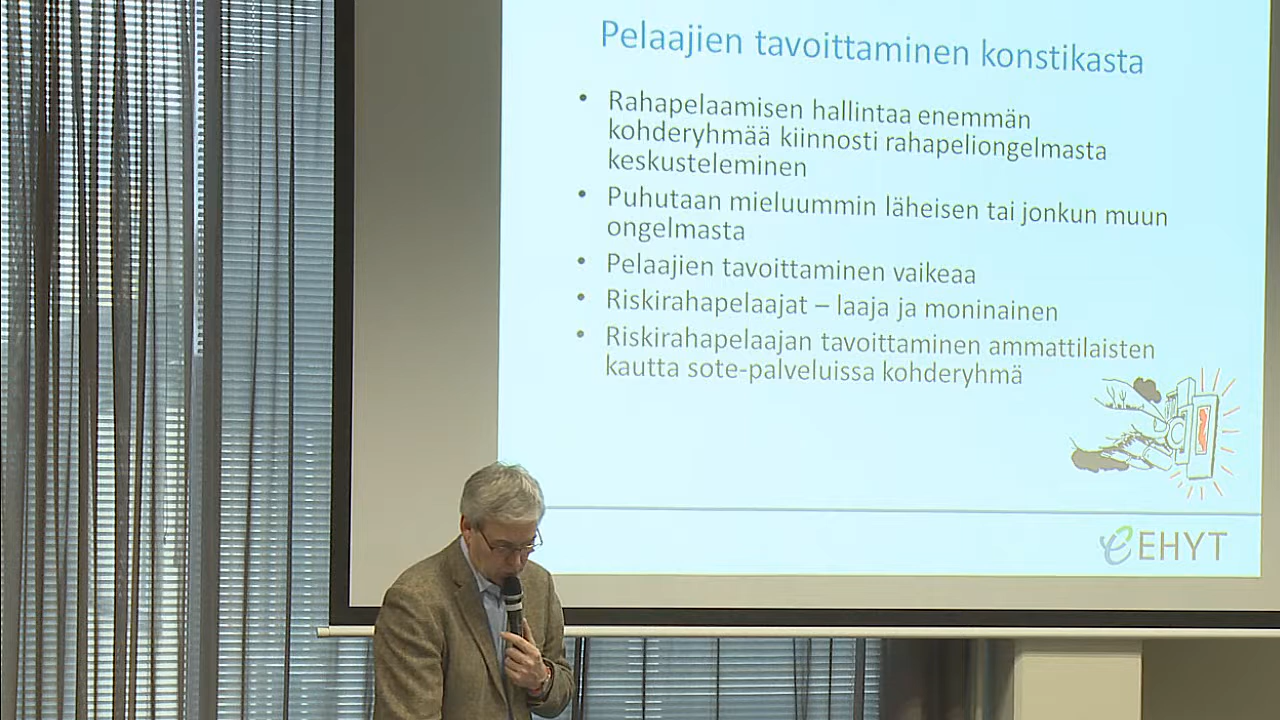 Pelaajien tavoittaminen konstikasta
• Rahapelaamisen hallintaa enemmän
kohderyhmää kiinnosti rahapeliongelmasta
keskusteleminen
• Puhutaan mieluummin läheisen tai jonkun muun
ongelmasta
• Pelaajien tavoittaminen vaikeaa
• Riskirahapelaajat – laaja ja moninainen
• Riskirahapelaajan tavoittaminen ammattilaisten
kautta sote-palveluissa kohderyhmä
EHYT